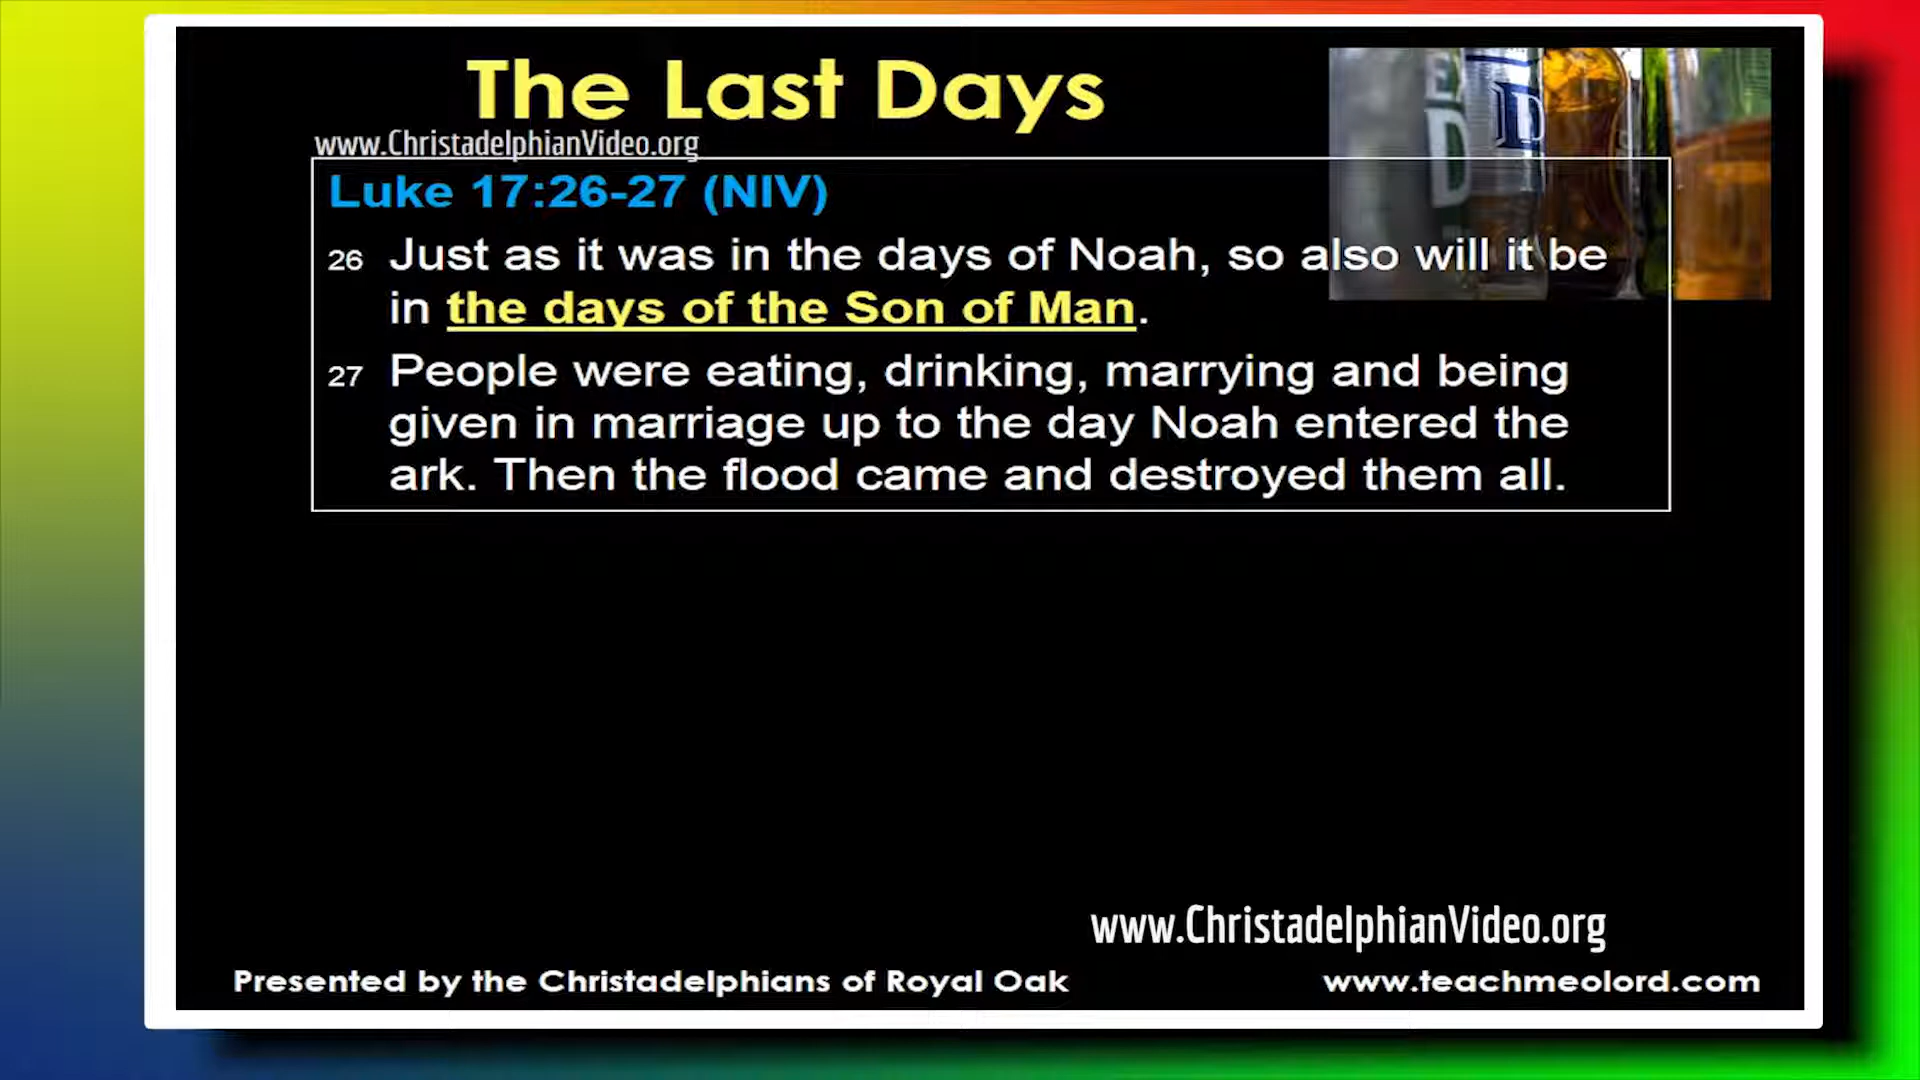 The Last Days
www.ChristadelphianVideo.org
Luke 17:26-27 (NIV)
26 Just as it was in the days of Noah, so also will it be
in the days of the Son of Man.
27 People were eating, drinking, marrying and being
given in marriage up to the day Noah entered the
ark. Then the flood came and destroyed them all.
www.ChristadelphianVideo.org
Presented by the Christadelphians of Royal Oak
www.teachmeolord.com